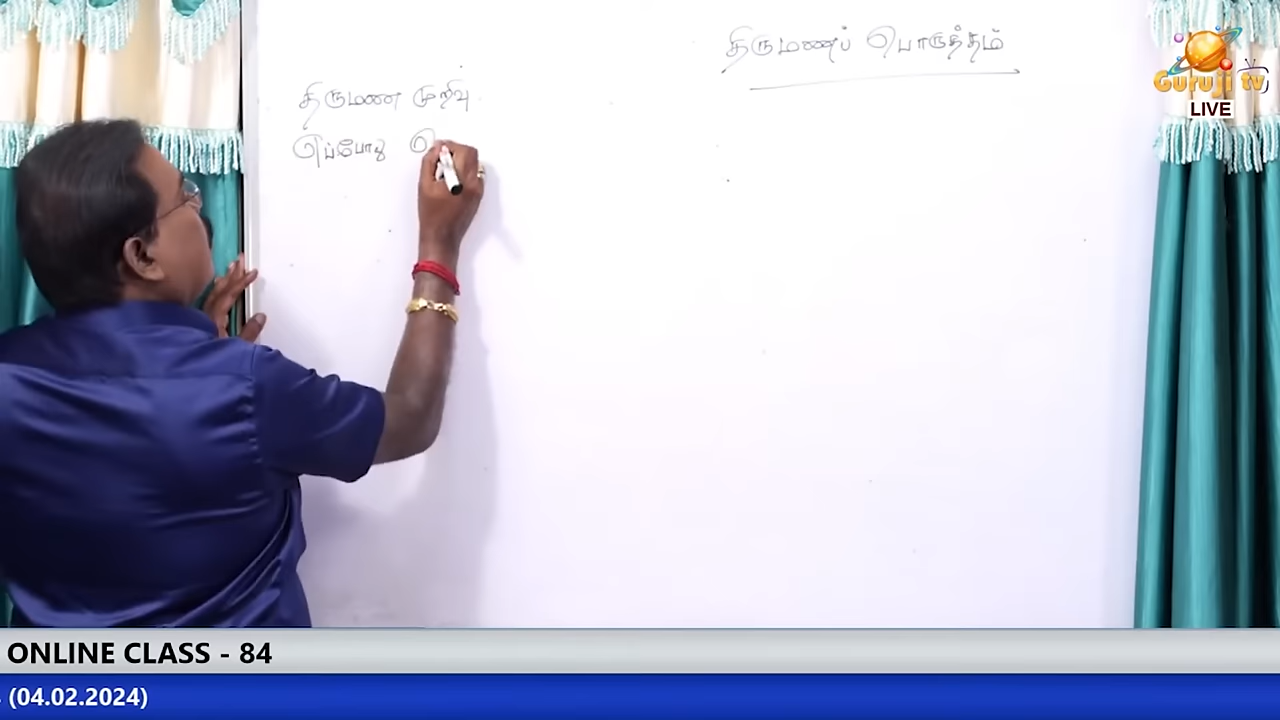 திருமணப் பொருத்தம்
Guruji tv
LIVE
திருமண முறிவு
எப்போது
ONLINE CLASS - 84
(04.02.2024)